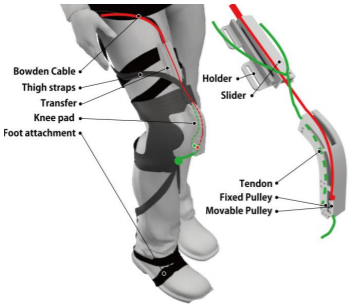 Bowden Cable
Thigh straps
Transfer
Knee pad
Foot attachment
Holder
Slider
Tendon
Fixed Pulley
Movable Pulley